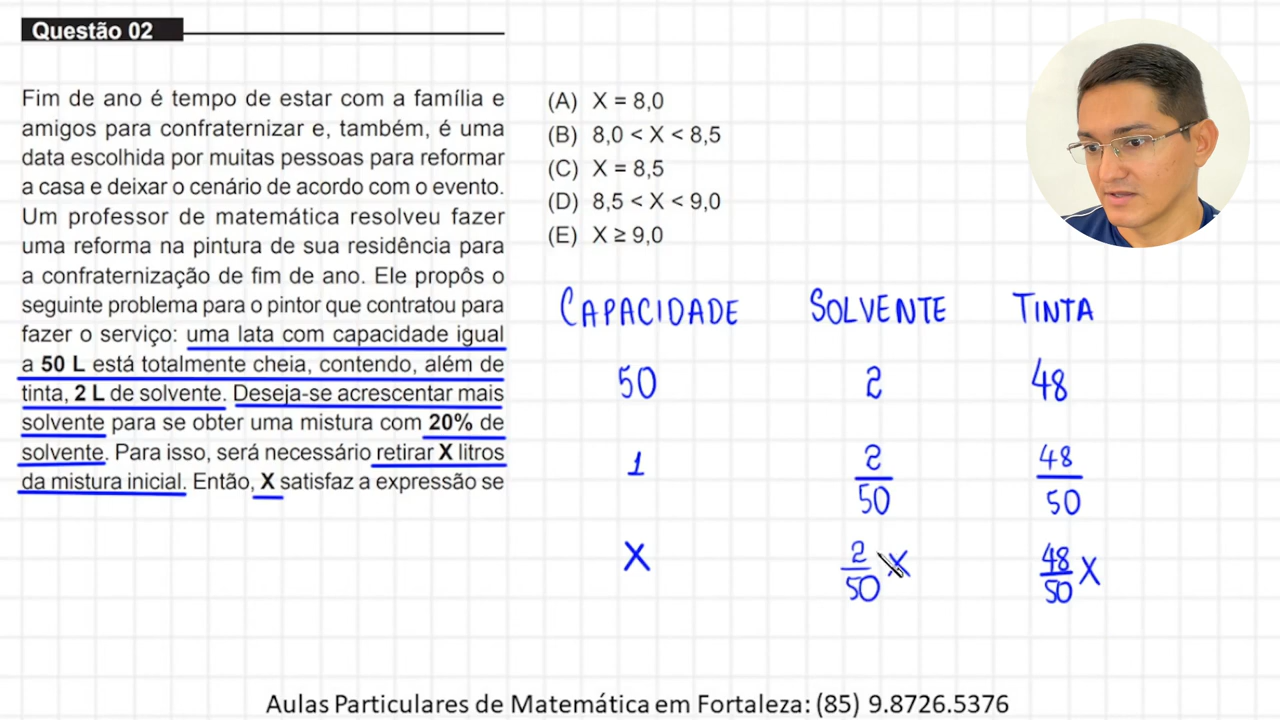 Questão 02
Fim de ano é tempo de estar com a família e
amigos para confraternizar e, também, é uma
data escolhida por muitas pessoas para reformar
a casa e deixar o cenário de acordo com o evento.
Um professor de matemática resolveu fazer
uma reforma na pintura de sua residência para
a confraternização de fim de ano. Ele propôs o
seguinte problema para o pintor que contratou para
fazer o serviço: uma lata com capacidade igual
a 50 L está totalmente cheia, contendo, além de
tinta, 2 L de solvente. Deseja-se acrescentar mais
solvente para se obter uma mistura com 20% de
solvente. Para isso, será necessário retirar X litros
da mistura inicial. Então, X satisfaz a expressão se
(A) X = 8,0
(B) 8,0 < X < 8,5
(C) X = 8,5
(D) 8,5 < X < 9,0
(E) X ≥ 9,0
CAPACIDADE SOLVENTE TINTA
50 2 48
1 2/50 48/50
X 2/50 X 48/50 X
Aulas Particulares de Matemática em Fortaleza: (85) 9.8726.5376